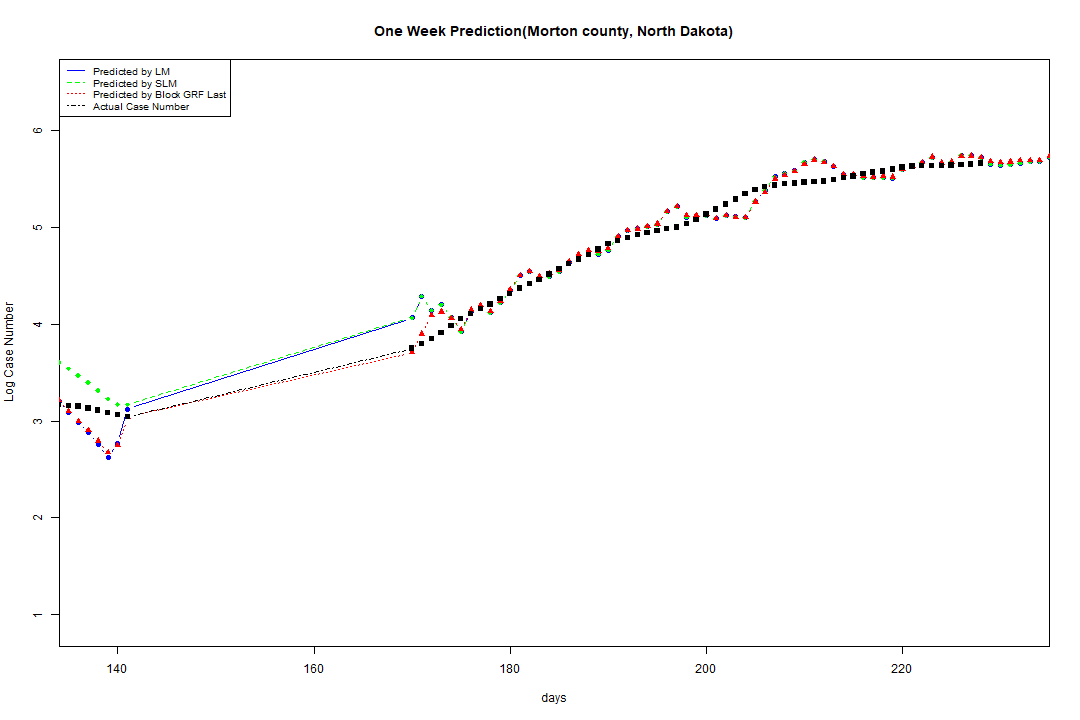 One Week Prediction(Morton county, North Dakota)
Predicted by LM
Predicted by SLM
Predicted by Block GRF Last
Actual Case Number
6
5
4
3
2
1
Log Case Number
140 160 180 200 220
days